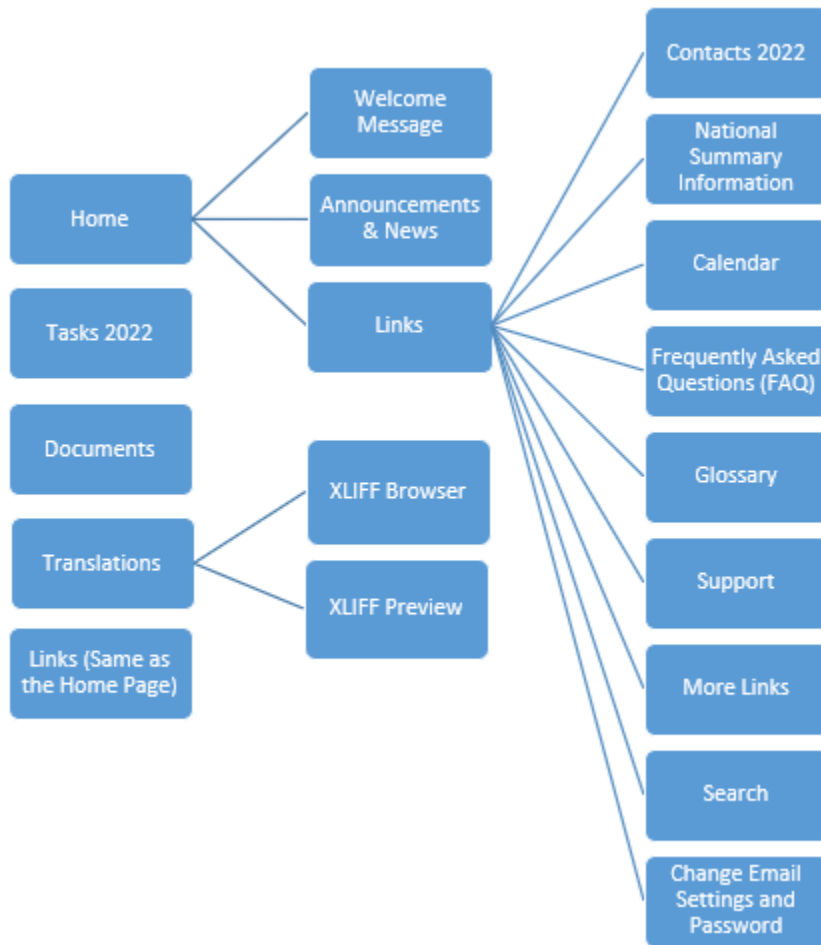 Home
Tasks 2022
Documents
Translations
Links (Same as
the Home Page)
Welcome
Message
Announcements
& News
Links
XLIFF Browser
XLIFF Preview
Contacts 2022
National
Summary
Information
Calendar
Frequently Asked
Questions (FAQ)
Glossary
Support
More Links
Search
Change Email
Settings and
Password